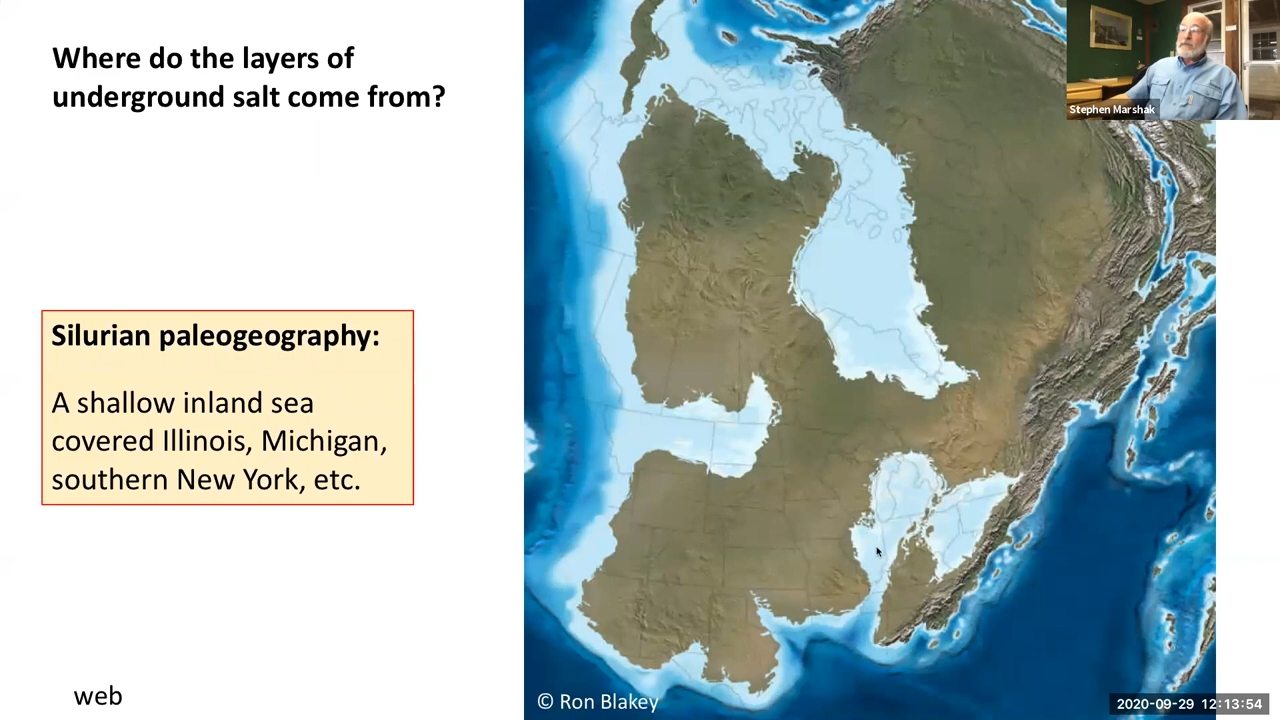 Where do the layers of
underground salt come from?
Stephen Marshak
Silurian paleogeography:
A shallow inland sea
covered Illinois, Michigan,
southern New York, etc.
web
© Ron Blakey
2020-09-29 12:13:54